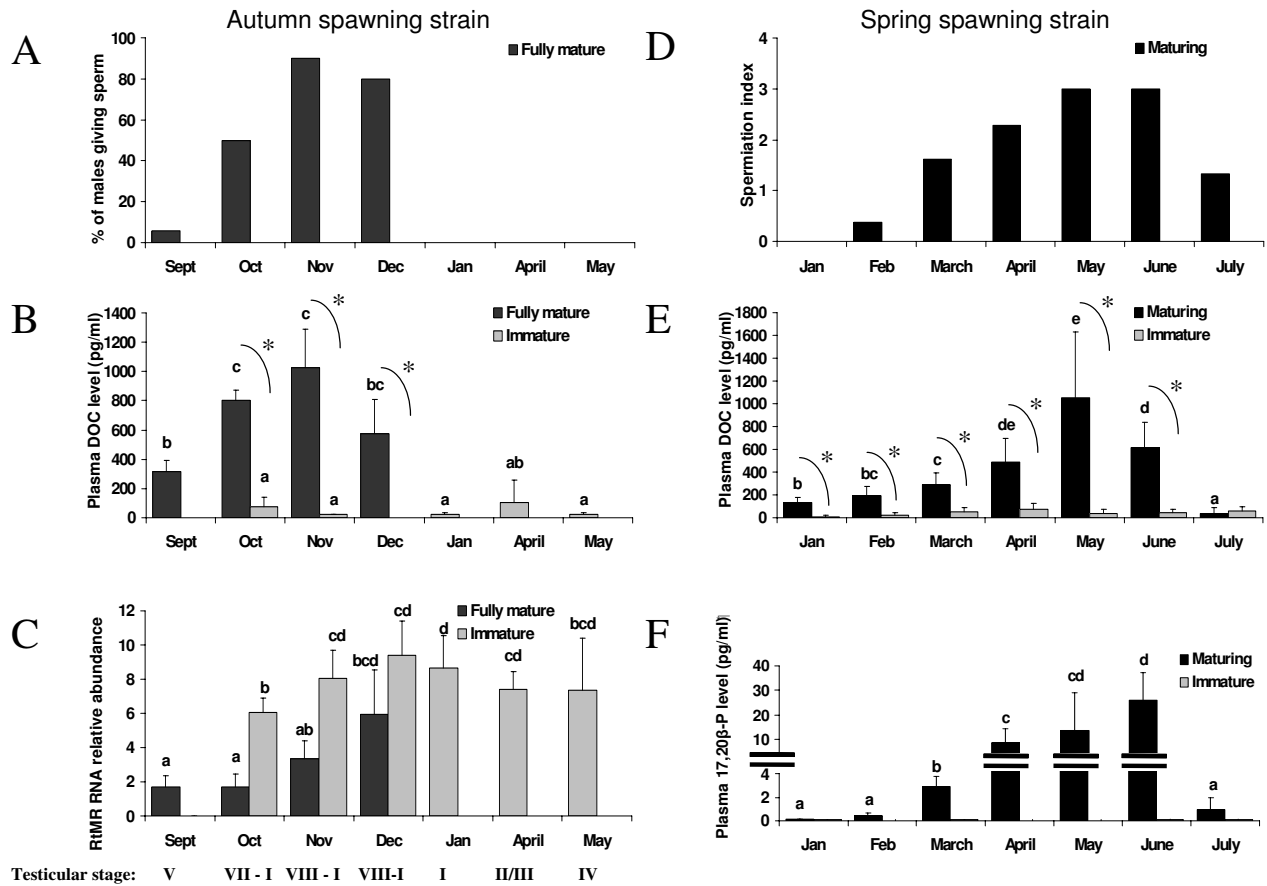 Autumn spawning strain
Spring spawning strain
A
% of males giving sperm
100
80
60
40
20
0
Fully mature
Sept Oct Nov Dec Jan April May
D
Spermiation index
4
3
2
1
0
Maturing
Jan Feb March April May June July
B
Plasma DOC level (pg/ml)
1400
1200
1000
800
600
400
200
0
Fully mature
Immature
b c * a c * a bc * a ab a
Sept Oct Nov Dec Jan April May
E
Plasma DOC level (pg/ml)
1800
1600
1400
1200
1000
800
600
400
200
0
Maturing
Immature
b * bc * c * de * e * d * a
Jan Feb March April May June July
C
RtMR RNA relative abundance
12
10
8
6
4
2
0
Fully mature
Immature
a a b ab cd bcd cd d cd bcd
Sept Oct Nov Dec Jan April May
Testicular stage: V VII - I VIII - I VIII-I I II/III IV
F
Plasma 17,20β-P level (pg/ml)
40
30
20
10
4
2
0
Maturing
Immature
a a b c cd d a
Jan Feb March April May June July